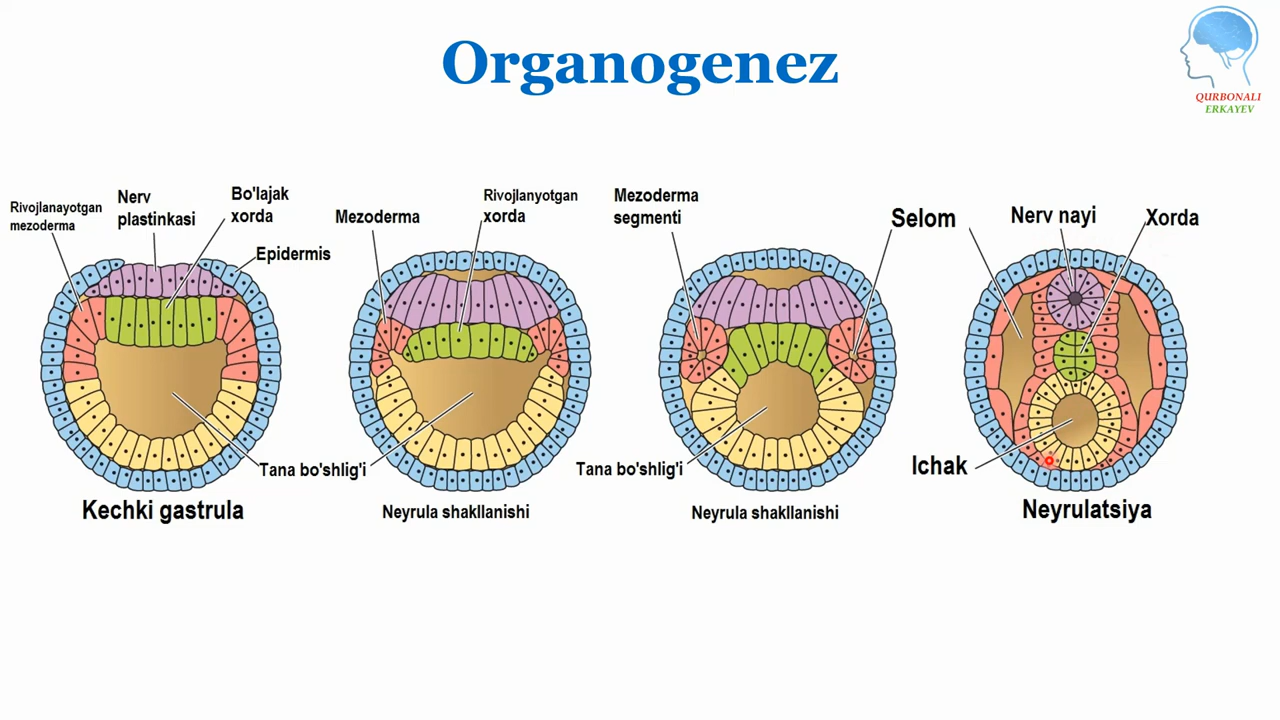 Organogenez
QURBONALI
ERKAYEV
Rivojlanayotgan
mezoderma
Nerv
plastinkasi
Bo'lajak
xorda
Epidermis
Mezoderma
Rivojlanyotgan
xorda
Mezoderma
segmenti
Selom
Nerv nayi
Xorda
Tana bo'shlig'i
Tana bo'shlig'i
Ichak
Kechki gastrula
Neyrula shakllanishi
Neyrula shakllanishi
Neyrulatsiya